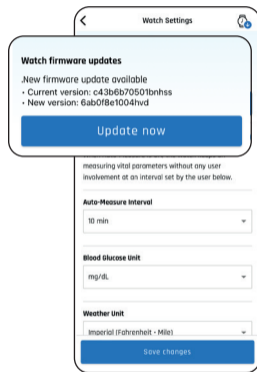 Watch Settings
Watch firmware updates
.New firmware update available
• Current version: c43b6b70501bnhss
• New version: 6ab0f8e1004hvd
Update now
measuring vital parameters without any user
involvement at an interval set by the user below.
Auto-Measure Interval
10 min
Blood Glucose Unit
mg/dL
Weather Unit
Imperial (Fahrenheit - Mile)
Save changes